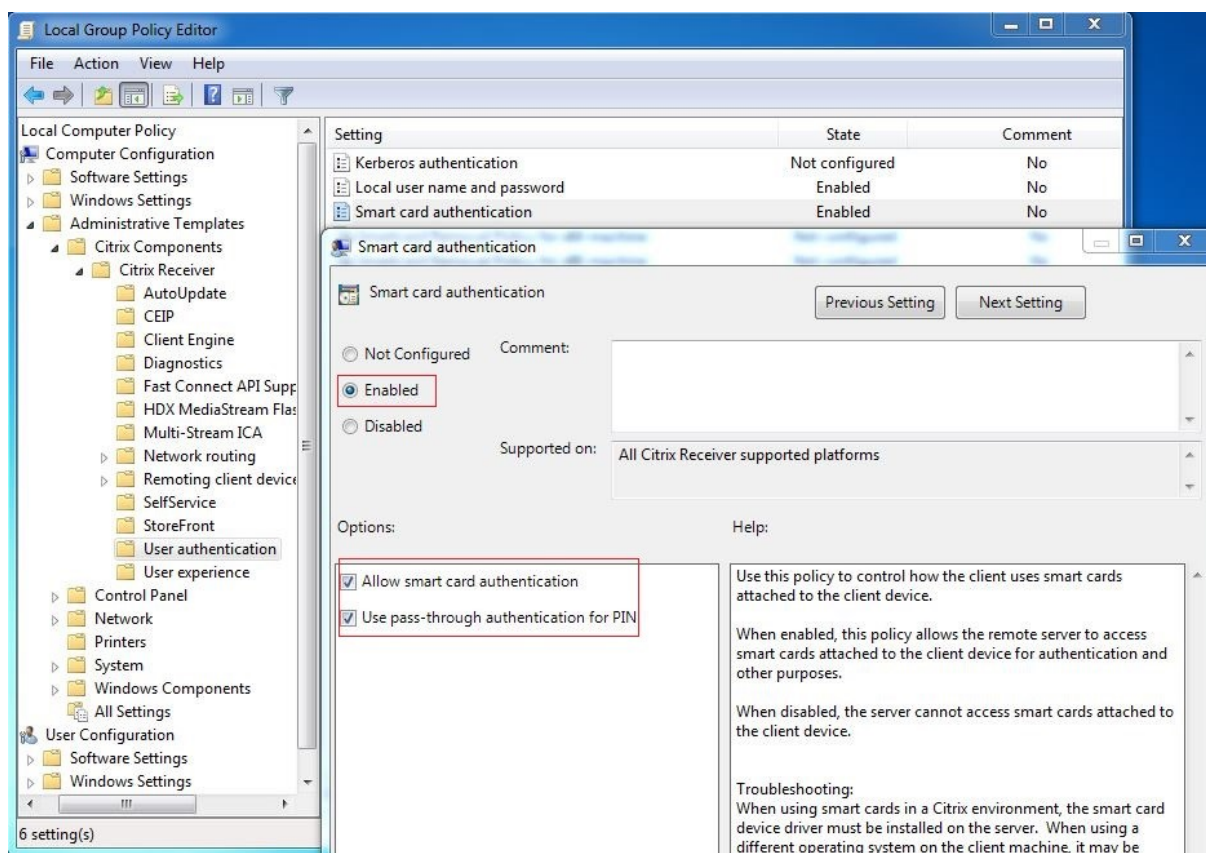 Local Group Policy Editor
File Action View Help
Local Computer Policy
Computer Configuration
Software Settings
Windows Settings
Administrative Templates
Citrix Components
Citrix Receiver
AutoUpdate
CEIP
Client Engine
Diagnostics
Fast Connect API Supp
HDX MediaStream Flas
Multi-Stream ICA
Network routing
Remoting client device
SelfService
StoreFront
User authentication
User experience
Control Panel
Network
Printers
System
Windows Components
All Settings
User Configuration
Software Settings
Windows Settings
6 setting(s)
Setting State Comment
Kerberos authentication Not configured No
Local user name and password Enabled No
Smart card authentication Enabled No
Smart card authentication
Smart card authentication
Previous Setting Next Setting
Not Configured
Enabled
Disabled
Comment:
Supported on: All Citrix Receiver supported platforms
Options:
Allow smart card authentication
Use pass-through authentication for PIN
Help:
Use this policy to control how the client uses smart cards
attached to the client device.
When enabled, this policy allows the remote server to access
smart cards attached to the client device for authentication and
other purposes.
When disabled, the server cannot access smart cards attached to
the client device.
Troubleshooting:
When using smart cards in a Citrix environment, the smart card
device driver must be installed on the server. When using a
different operating system on the client machine, it may be